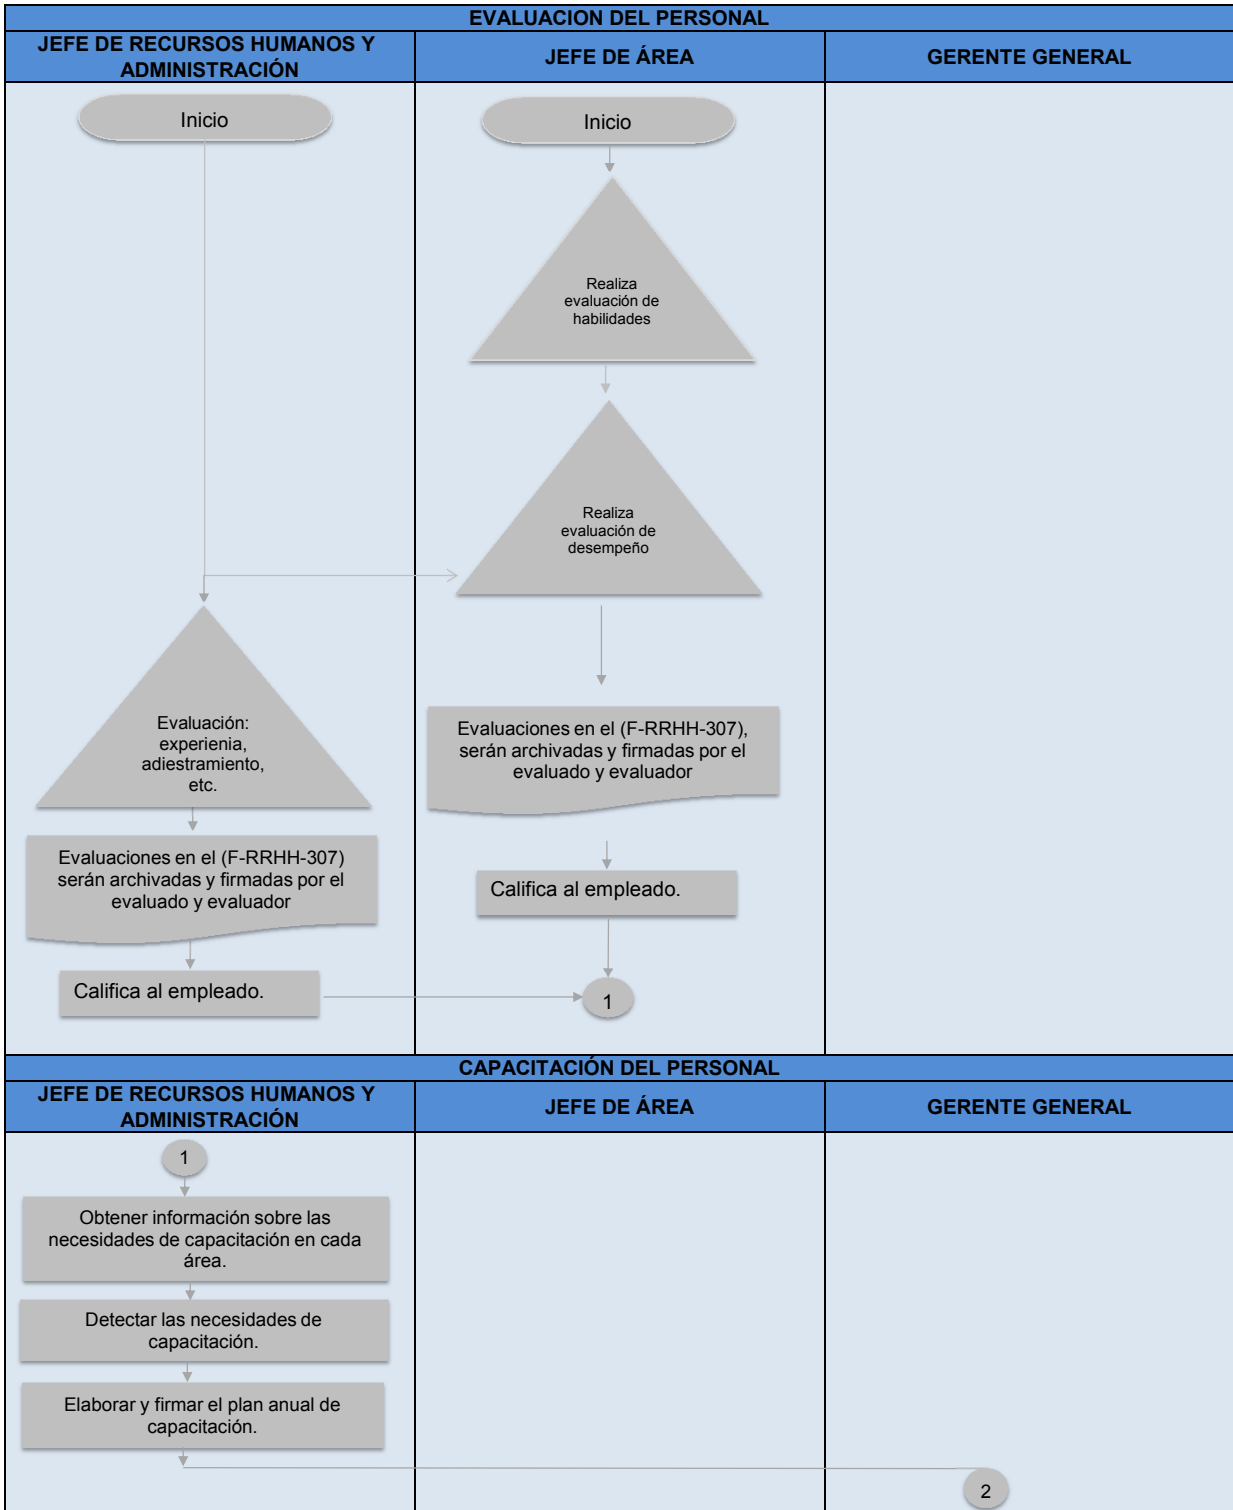 EVALUACION DEL PERSONAL
JEFE DE RECURSOS HUMANOS Y
ADMINISTRACIÓN
JEFE DE ÁREA
GERENTE GENERAL
Inicio
Inicio
Realiza
evaluación de
habilidades
Realiza
evaluación de
desempeño
Evaluación:
experienia,
adiestramiento,
etc.
Evaluaciones en el (F-RRHH-307),
serán archivadas y firmadas por el
evaluado y evaluador
Evaluaciones en el (F-RRHH-307)
serán archivadas y firmadas por el
evaluado y evaluador
Califica al empleado.
Califica al empleado.
1
CAPACITACIÓN DEL PERSONAL
JEFE DE RECURSOS HUMANOS Y
ADMINISTRACIÓN
JEFE DE ÁREA
GERENTE GENERAL
1
Obtener información sobre las
necesidades de capacitación en cada
área.
Detectar las necesidades de
capacitación.
Elaborar y firmar el plan anual de
capacitación.
2